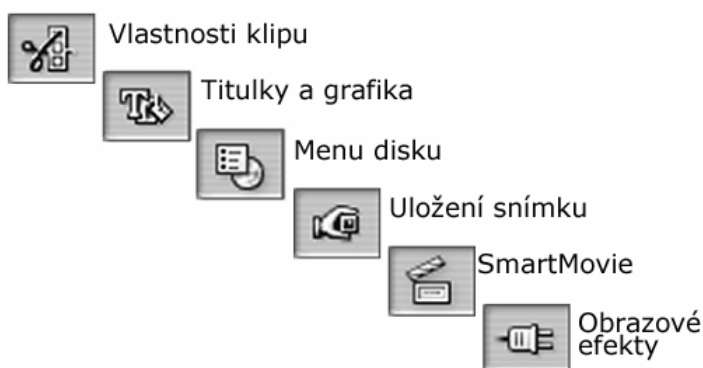 Vlastnosti klipu
Titulky a grafika
Menu disku
Uložení snímku
SmartMovie
Obrazové
efekty